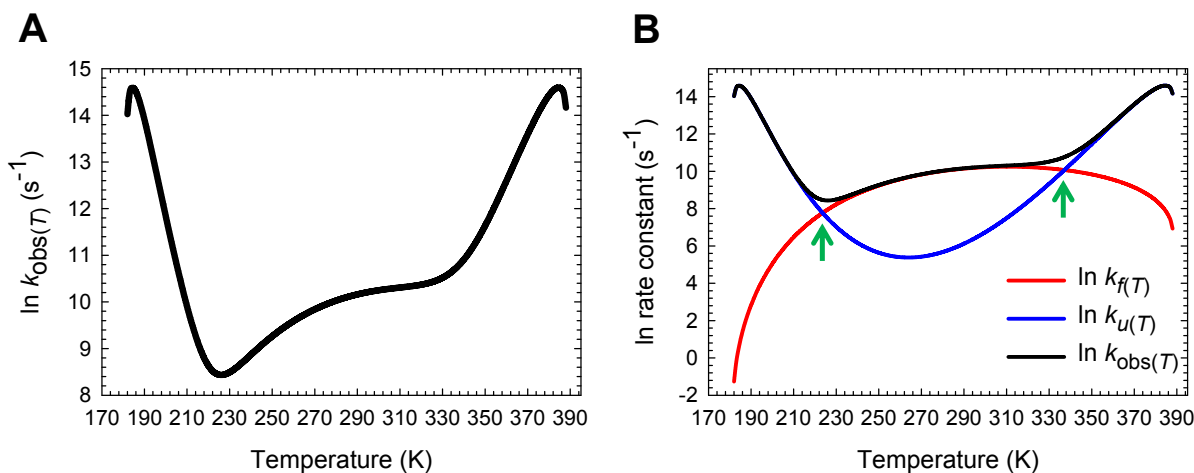 A
ln kobs(T) (s−1)
15
14
13
12
11
10
9
8
170 190 210 230 250 270 290 310 330 350 370 390
Temperature (K)
B
ln rate constant (s−1)
14
12
10
8
6
4
2
0
-2
ln kf(T)
ln ku(T)
ln kobs(T)
170 190 210 230 250 270 290 310 330 350 370 390
Temperature (K)